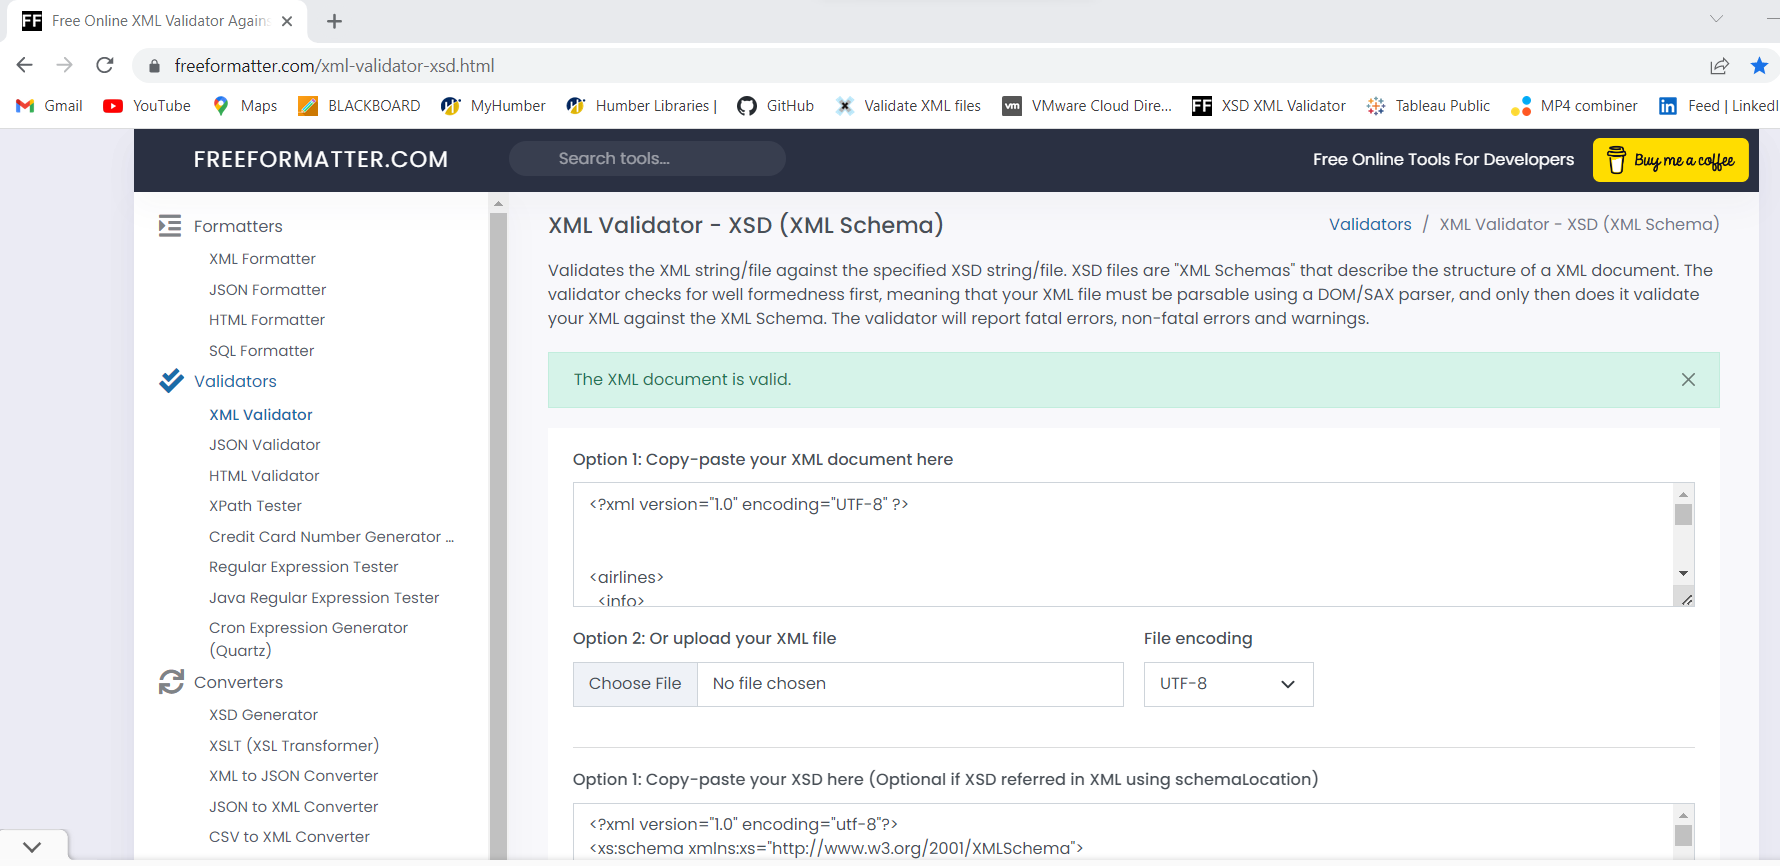 FF Free Online XML Validator Again
freeformatter.com/xml-validator-xsd.html
Gmail YouTube Maps BLACKBOARD MyHumber Humber Libraries | GitHub Validate XML files vm VMware Cloud Dire... FF XSD XML Validator Tableau Public MP4 combiner in Feed | LinkedI
FREEFORMATTER.COM Search tools... Free Online Tools For Developers Buy me a coffee
Formatters
XML Formatter
JSON Formatter
HTML Formatter
SQL Formatter
Validators
XML Validator
JSON Validator
HTML Validator
XPath Tester
Credit Card Number Generator ...
Regular Expression Tester
Java Regular Expression Tester
Cron Expression Generator
(Quartz)
Converters
XSD Generator
XSLT (XSL Transformer)
XML to JSON Converter
JSON to XML Converter
CSV to XML Converter
XML Validator - XSD (XML Schema)
Validators / XML Validator - XSD (XML Schema)
Validates the XML string/file against the specified XSD string/file. XSD files are "XML Schemas" that describe the structure of a XML document. The
validator checks for well formedness first, meaning that your XML file must be parsable using a DOM/SAX parser, and only then does it validate
your XML against the XML Schema. The validator will report fatal errors, non-fatal errors and warnings.
The XML document is valid.
Option 1: Copy-paste your XML document here
<?xml version="1.0" encoding="UTF-8" ?>
<airlines>
<info>
Option 2: Or upload your XML file
File encoding
Choose File No file chosen
UTF-8
Option 1: Copy-paste your XSD here (Optional if XSD referred in XML using schemaLocation)
<?xml version="1.0" encoding="utf-8"?>
<xs:schema xmlns:xs="http://www.w3.org/2001/XMLSchema">